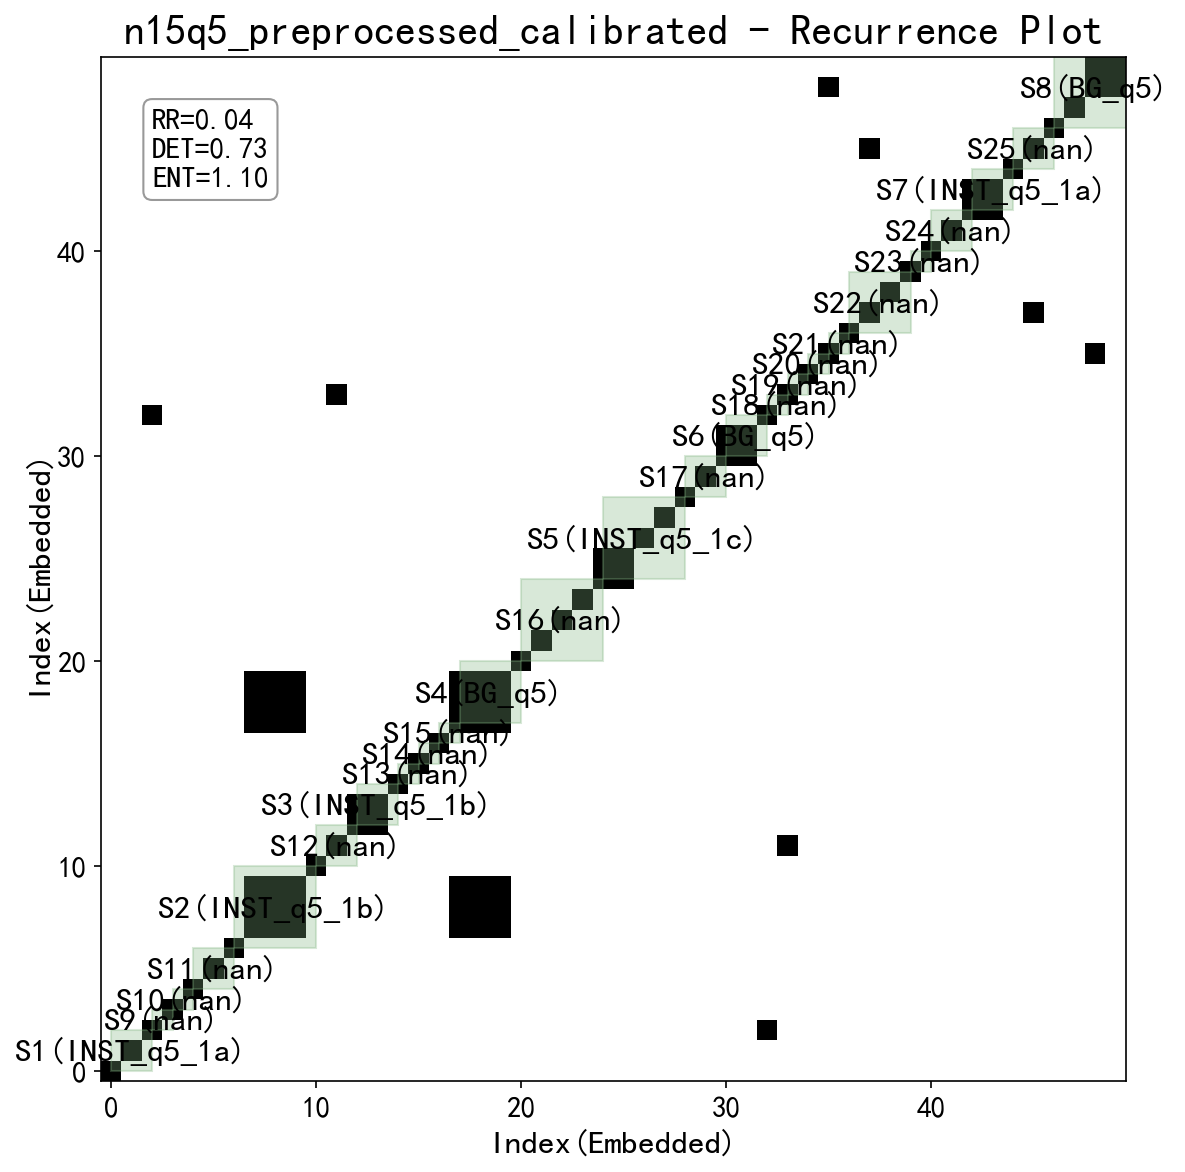 n15q5_preprocessed_calibrated - Recurrence Plot
RR=0.04
DET=0.73
ENT=1.10
S8(BG_q5)
S25(nan)
S7(INST_q5_1a)
S24(nan)
S23(nan)
S22(nan)
S21(nan)
S20(nan)
S19(nan)
S18(nan)
S6(BG_q5)
S17(nan)
S5(INST_q5_1c)
S16(nan)
S4(BG_q5)
S15(nan)
S14(nan)
S13(nan)
S3(INST_q5_1b)
S12(nan)
S2(INST_q5_1b)
S11(nan)
S10(nan)
S9(nan)
S1(INST_q5_1a)
40
30
20
10
0
Index(Embedded)
0 10 20 30 40
Index(Embedded)